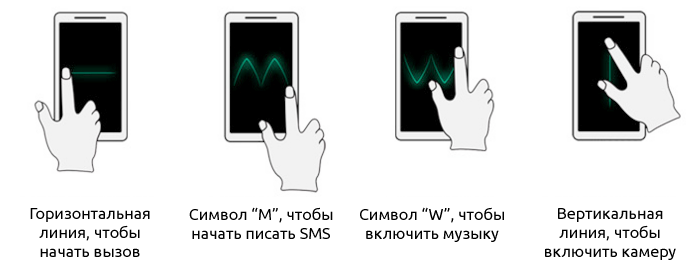 Горизонтальная
линия, чтобы
начать вызов
Символ “M”, чтобы
начать писать SMS
Символ “W”, чтобы
включить музыку
Вертикальная
линия, чтобы
включить камеру